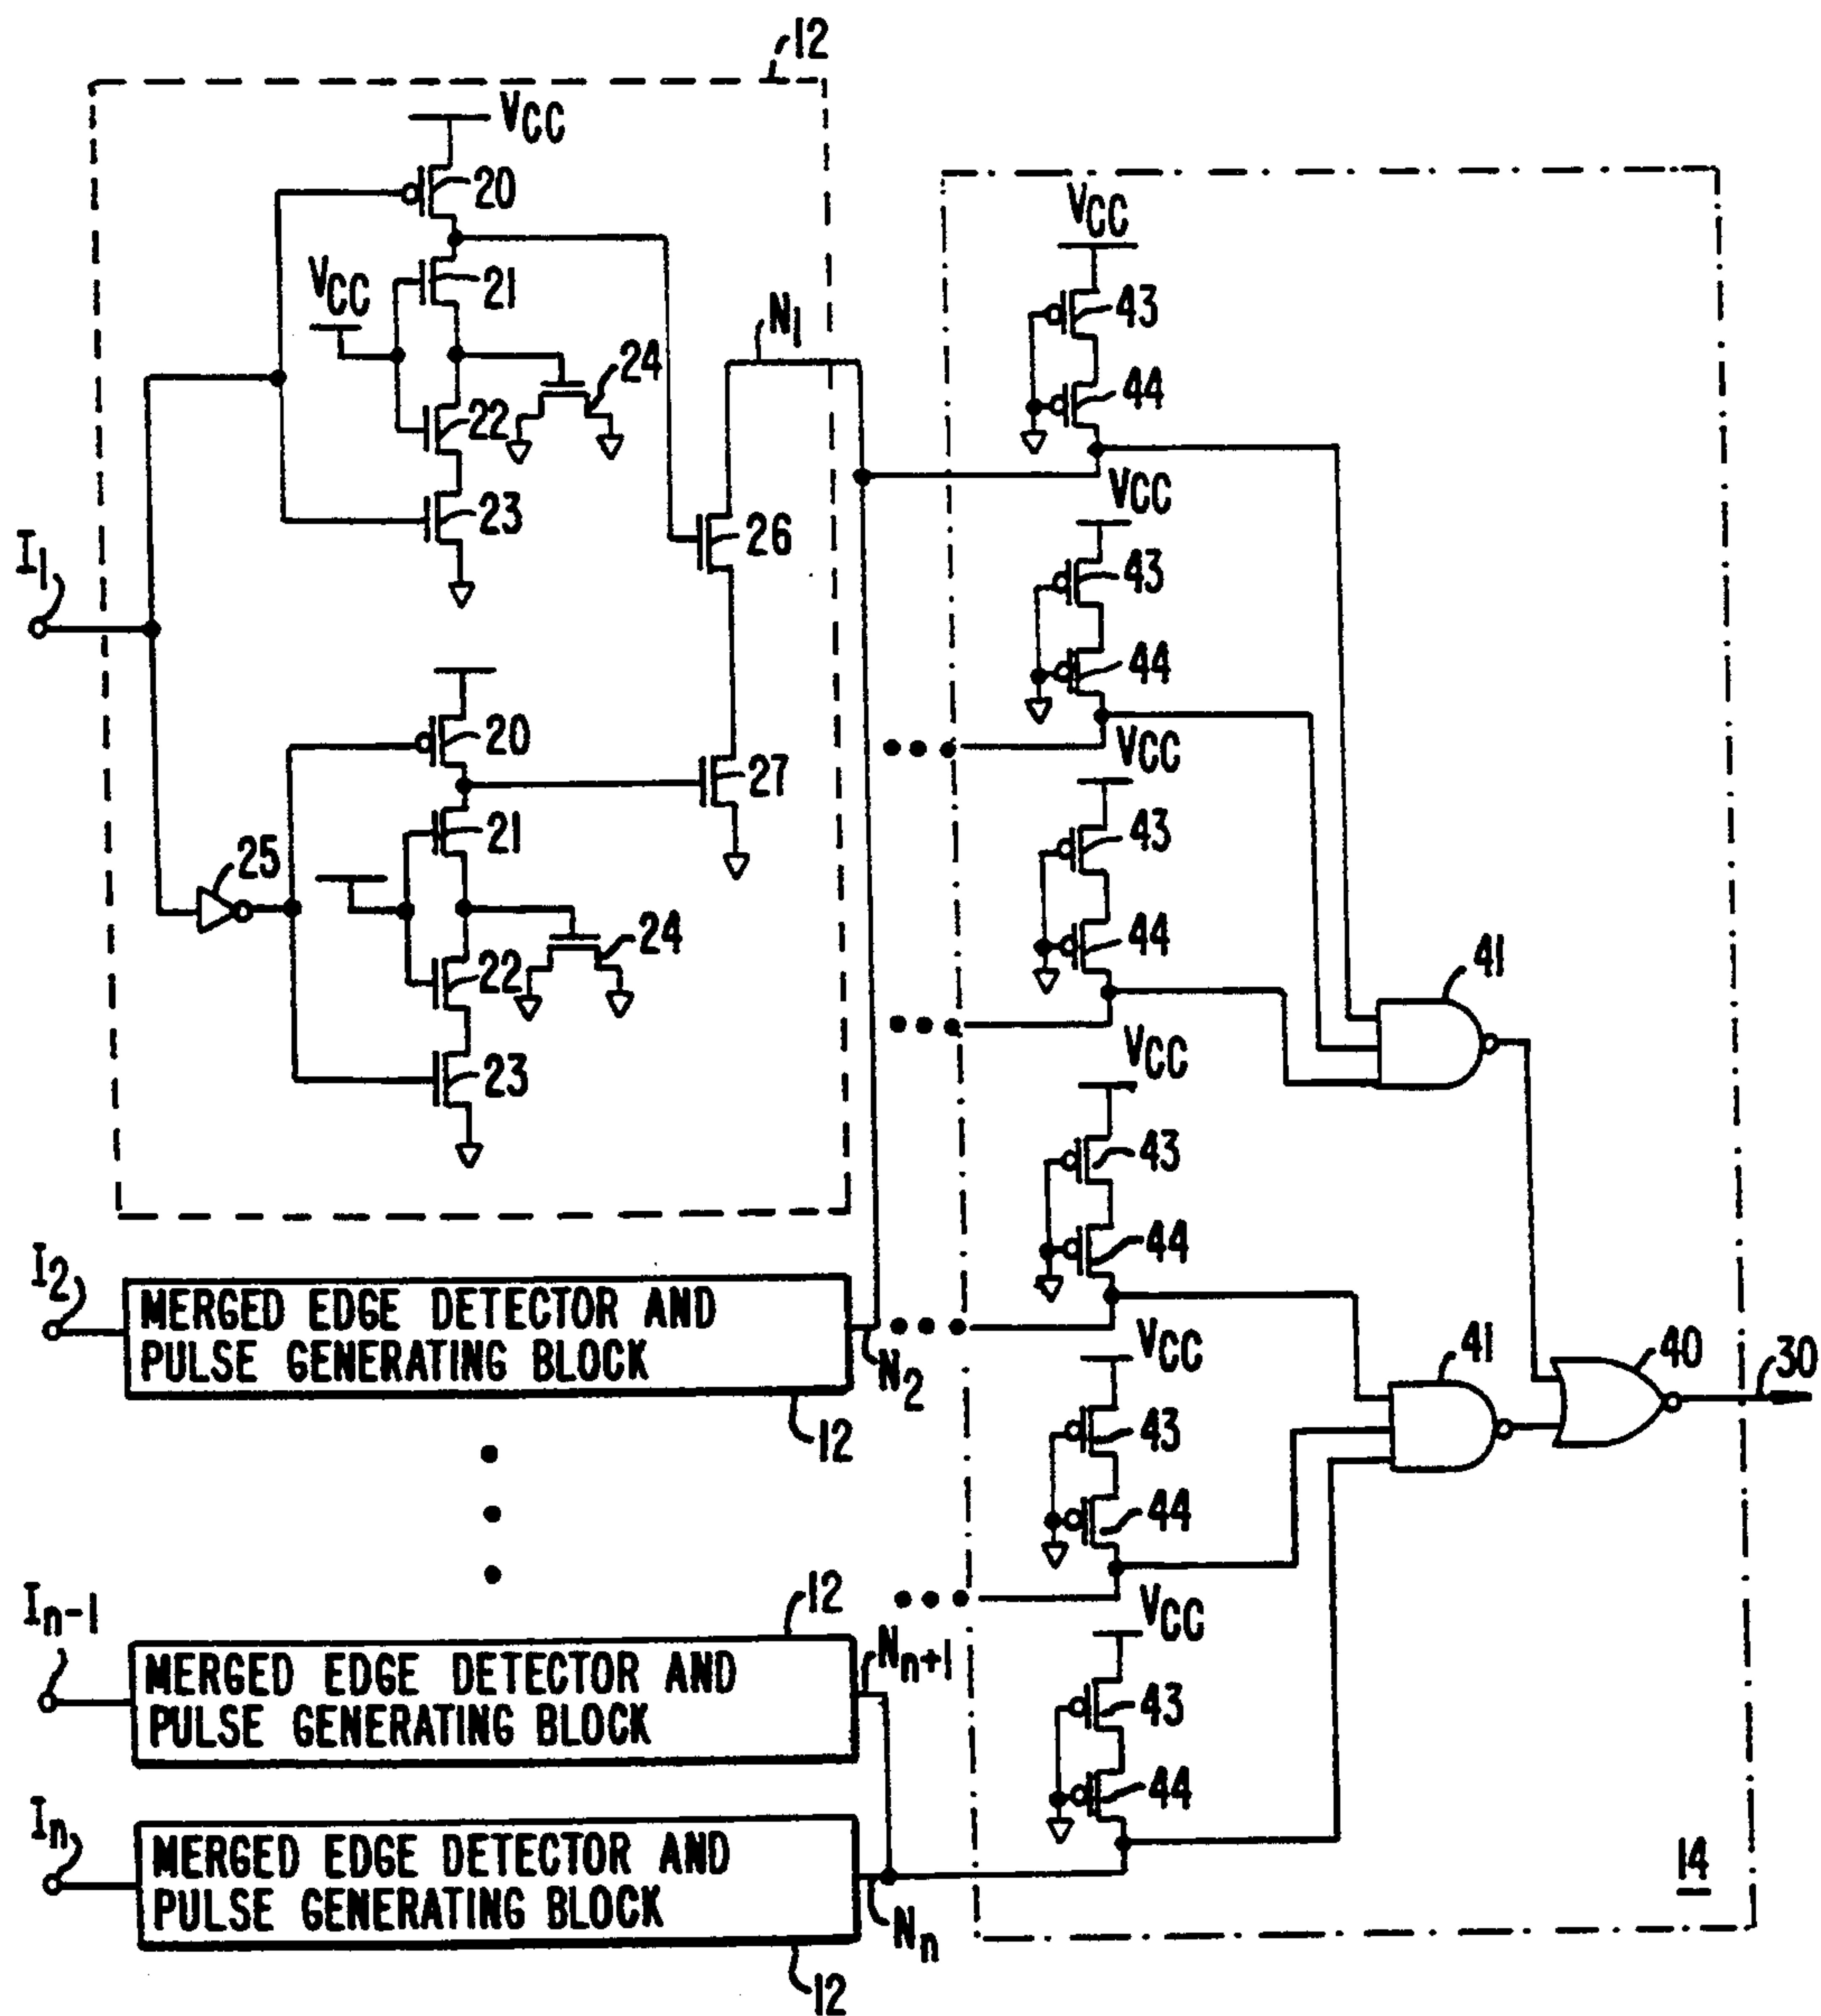 12
VCC
20
VCC
21
N1
24
22
23
26
I1
20
27
21
25
24
22
23
VCC
43
44
VCC
43
44
VCC
43
44
41
VCC
43
44
VCC
41
40
30
43
44
VCC
43
44
14
I2
MERGED EDGE DETECTOR AND
PULSE GENERATING BLOCK
N2
12
In-1
12
MERGED EDGE DETECTOR AND
PULSE GENERATING BLOCK
Nn+1
In
MERGED EDGE DETECTOR AND
PULSE GENERATING BLOCK
Nn
12